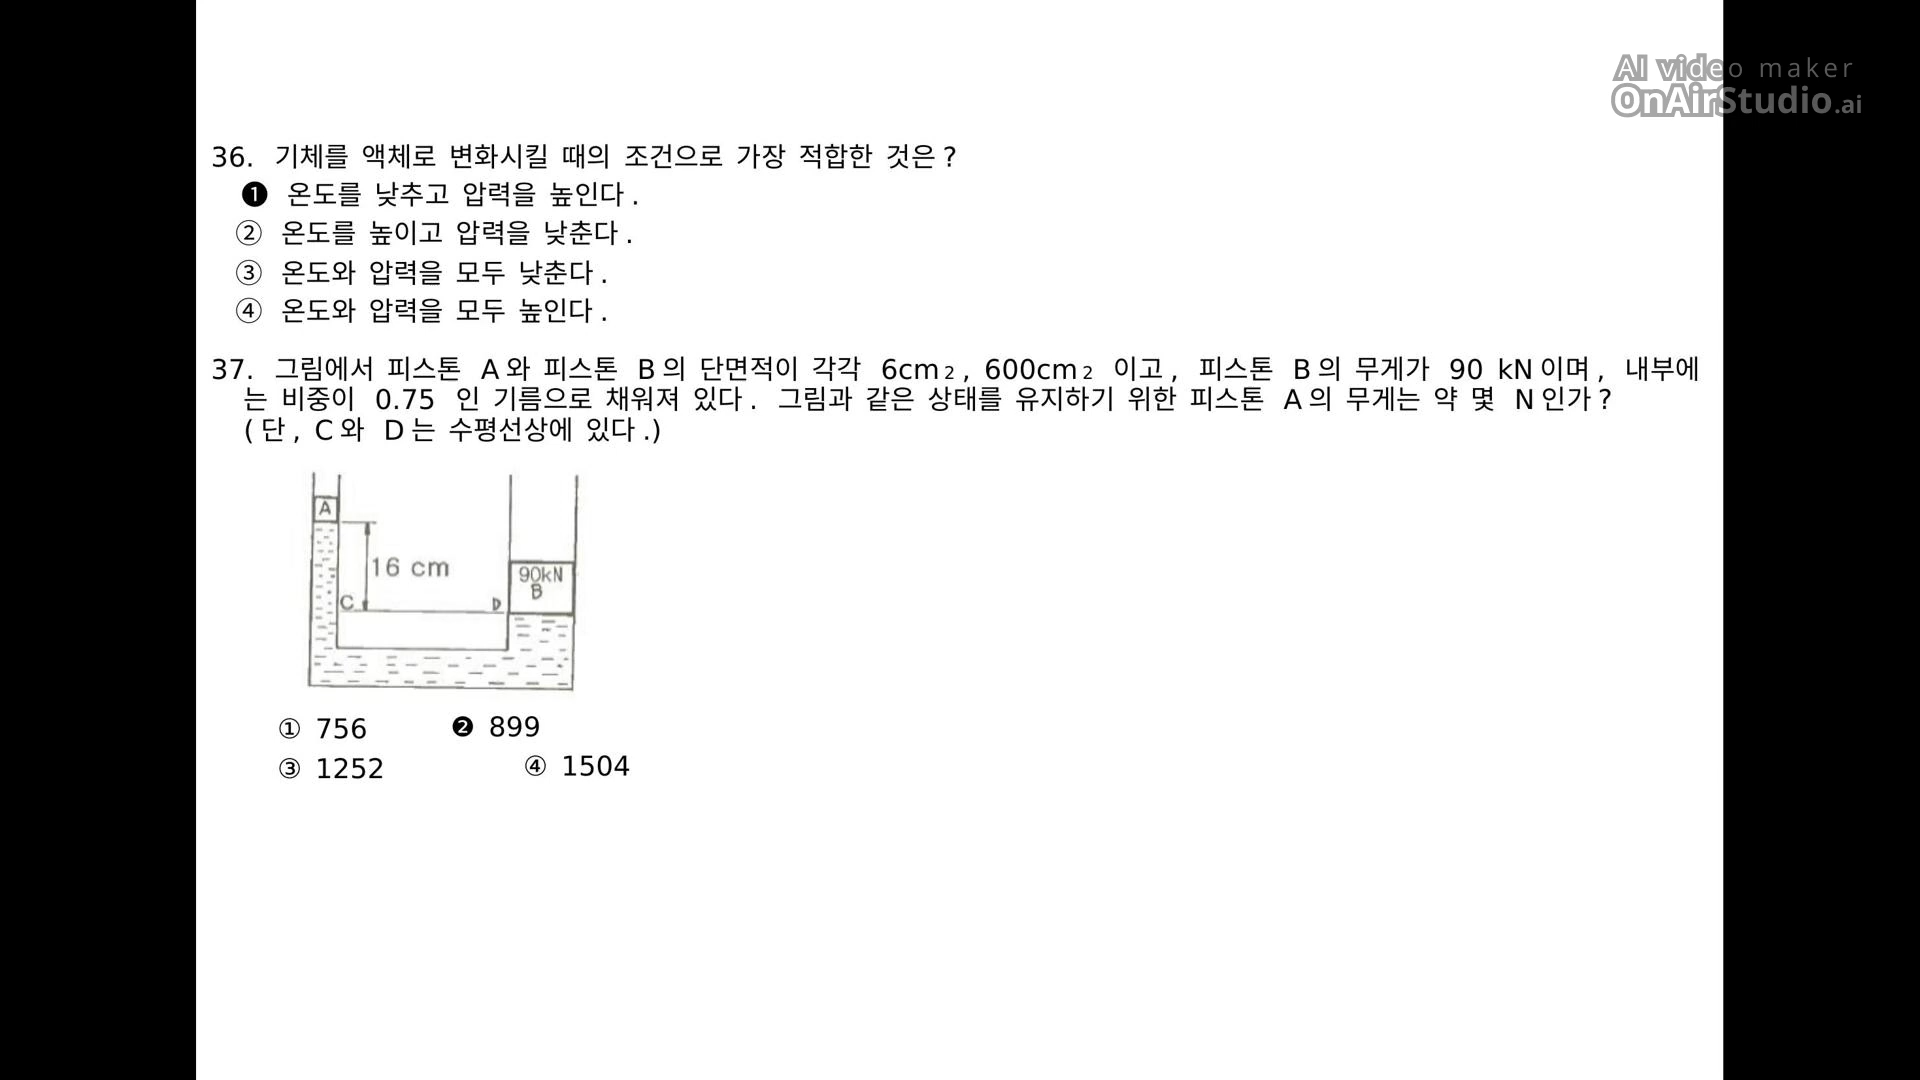 AI video maker
OnAirStudio.ai
36. 기체를 액체로 변화시킬 때의 조건으로 가장 적합한 것은?
❶ 온도를 낮추고 압력을 높인다.
② 온도를 높이고 압력을 낮춘다.
③ 온도와 압력을 모두 낮춘다.
④ 온도와 압력을 모두 높인다.
37. 그림에서 피스톤 A와 피스톤 B의 단면적이 각각 6cm2, 600cm2 이고, 피스톤 B의 무게가 90 kN이며, 내부에
는 비중이 0.75 인 기름으로 채워져 있다. 그림과 같은 상태를 유지하기 위한 피스톤 A의 무게는 약 몇 N인가?
(단, C와 D는 수평선상에 있다.)
A
16 cm
90kN
B
C
D
① 756 ❷ 899
③ 1252 ④ 1504